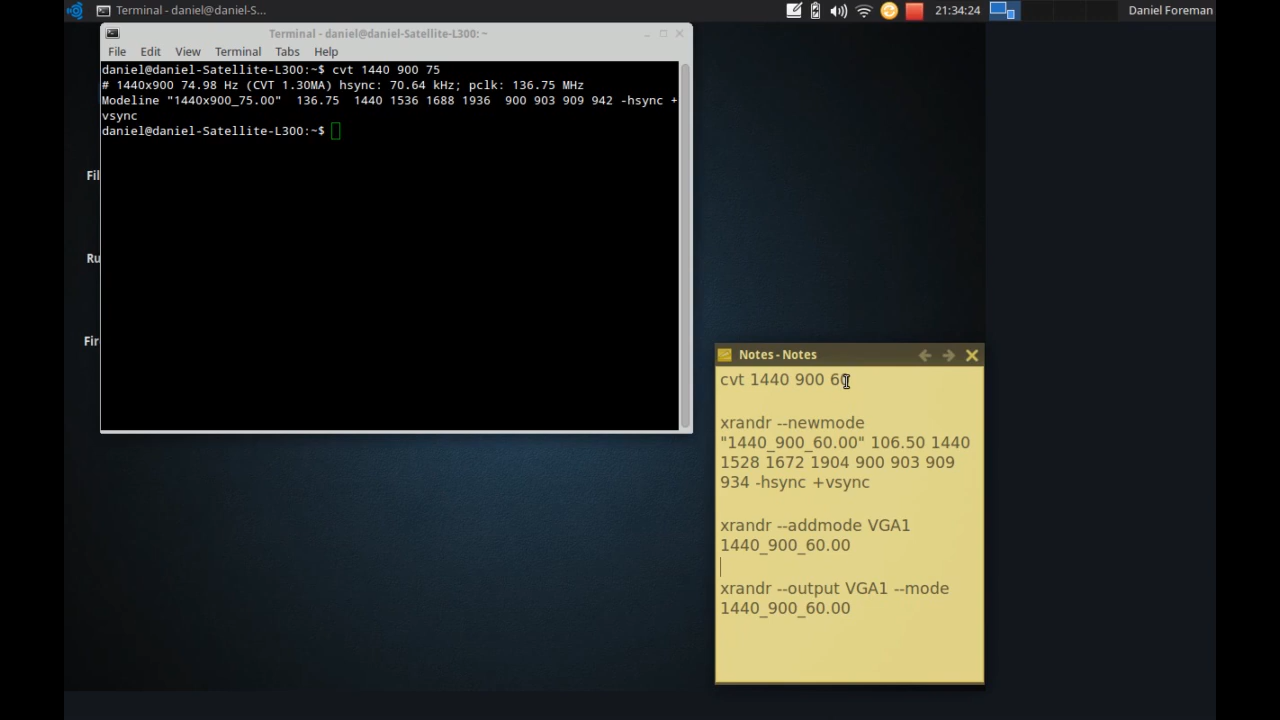 Terminal - daniel@daniel-S...
21:34:24
Daniel Foreman
Terminal - daniel@daniel-Satellite-L300: ~
File Edit View Terminal Tabs Help
daniel@daniel-Satellite-L300:~$ cvt 1440 900 75
# 1440x900 74.98 Hz (CVT 1.30MA) hsync: 70.64 kHz; pclk: 136.75 MHz
Modeline "1440x900_75.00"  136.75  1440 1536 1688 1936  900 903 909 942 -hsync +
vsync
daniel@daniel-Satellite-L300:~$
Fil
Ru
Fir
Notes - Notes
cvt 1440 900 60
xrandr --newmode
"1440_900_60.00" 106.50 1440
1528 1672 1904 900 903 909
934 -hsync +vsync
xrandr --addmode VGA1
1440_900_60.00
xrandr --output VGA1 --mode
1440_900_60.00